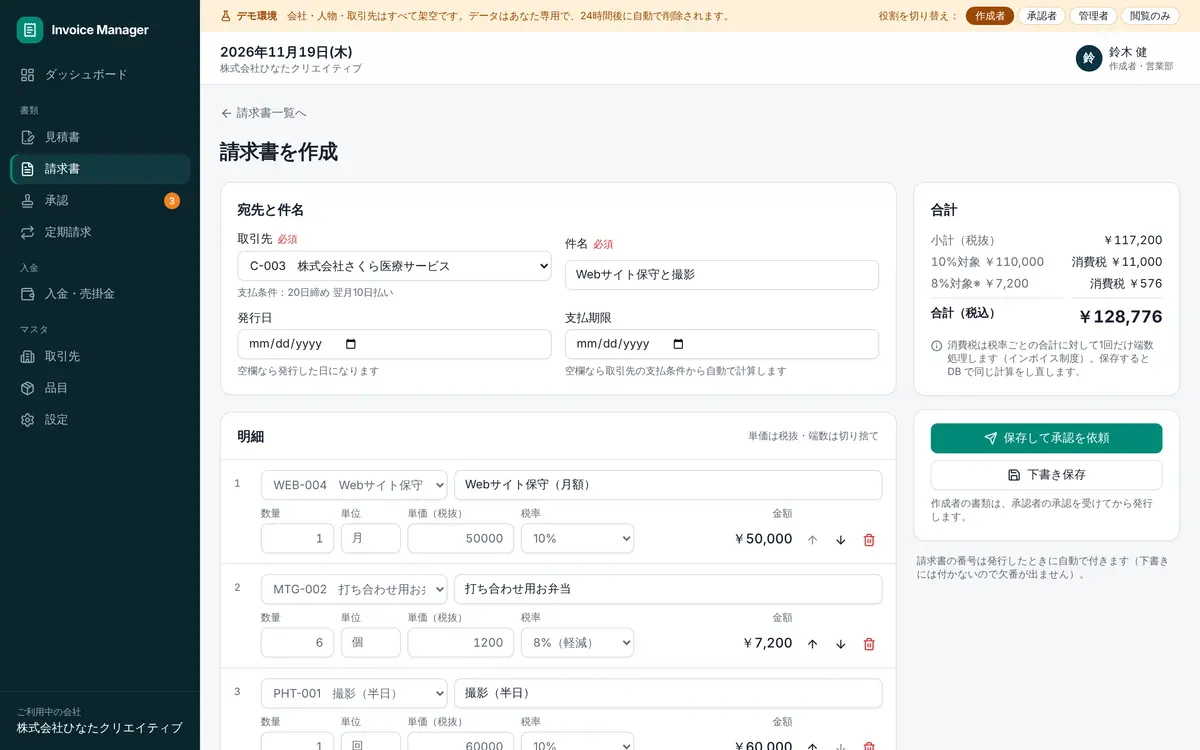 Invoice Manager
ダッシュボード
書類
見積書
請求書
承認
3
定期請求
入金
入金・売掛金
マスタ
取引先
品目
設定
ご利用中の会社
株式会社ひなたクリエイティブ
デモ環境 会社・人物・取引先はすべて架空です。データはあなた専用で、24時間後に自動で削除されます。
役割を切り替え： 作成者 承認者 管理者 閲覧のみ
2026年11月19日(木)
株式会社ひなたクリエイティブ
鈴
鈴木 健
作成者・営業部
← 請求書一覧へ
請求書を作成
宛先と件名
取引先 必須
C-003 株式会社さくら医療サービス
支払条件：20日締め 翌月10日払い
件名 必須
Webサイト保守と撮影
発行日
mm/dd/yyyy
空欄なら発行した日になります
支払期限
mm/dd/yyyy
空欄なら取引先の支払条件から自動で計算します
明細
単価は税抜・端数は切り捨て
1 WEB-004 Webサイト保守 Webサイト保守（月額）
数量 単位 単価（税抜） 税率 金額
1 月 50000 10% ￥50,000 ↑ ↓
2 MTG-002 打ち合わせ用お 打ち合わせ用お弁当
数量 単位 単価（税抜） 税率 金額
6 個 1200 8%（軽減） ￥7,200 ↑ ↓
3 PHT-001 撮影（半日） 撮影（半日）
数量 単位 単価（税抜） 税率 金額
1 回 60000 10% ￥60,000 ↑ ↓
合計
小計（税抜） ￥117,200
10%対象 ￥110,000 消費税 ￥11,000
8%対象※ ￥7,200 消費税 ￥576
合計（税込） ￥128,776
消費税は税率ごとの合計に対して1回だけ端数
処理します（インボイス制度）。保存すると
DB で同じ計算をし直します。
保存して承認を依頼
下書き保存
作成者の書類は、承認者の承認を受けてから発行
します。
請求書の番号は発行したときに自動で付きます（下書き
には付かないので欠番が出ません）。